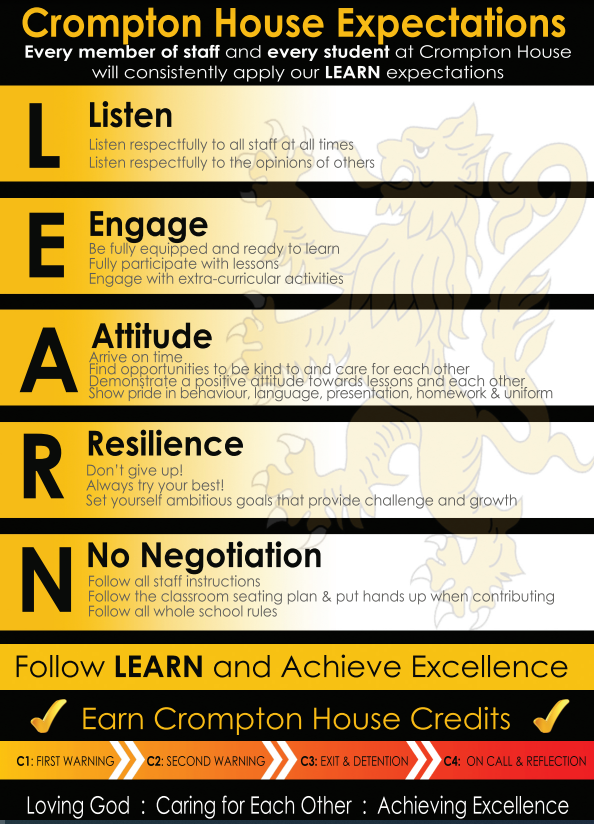 Crompton House Expectations
Every member of staff and every student at Crompton House
will consistently apply our LEARN expectations
L
Listen
Listen respectfully to all staff at all times
Listen respectfully to the opinions of others
E
Engage
Be fully equipped and ready to learn
Fully participate with lessons
Engage with extra-curricular activities
A
Attitude
Arrive on time
Find opportunities to be kind to and care for each other
Demonstrate a positive attitude towards lessons and each other
Show pride in behaviour, language, presentation, homework & uniform
R
Resilience
Don't give up!
Always try your best!
Set yourself ambitious goals that provide challenge and growth
N
No Negotiation
Follow all staff instructions
Follow the classroom seating plan & put hands up when contributing
Follow all whole school rules
Follow LEARN and Achieve Excellence
Earn Crompton House Credits
C1: FIRST WARNING C2: SECOND WARNING C3: EXIT & DETENTION C4: ON CALL & REFLECTION
Loving God : Caring for Each Other : Achieving Excellence